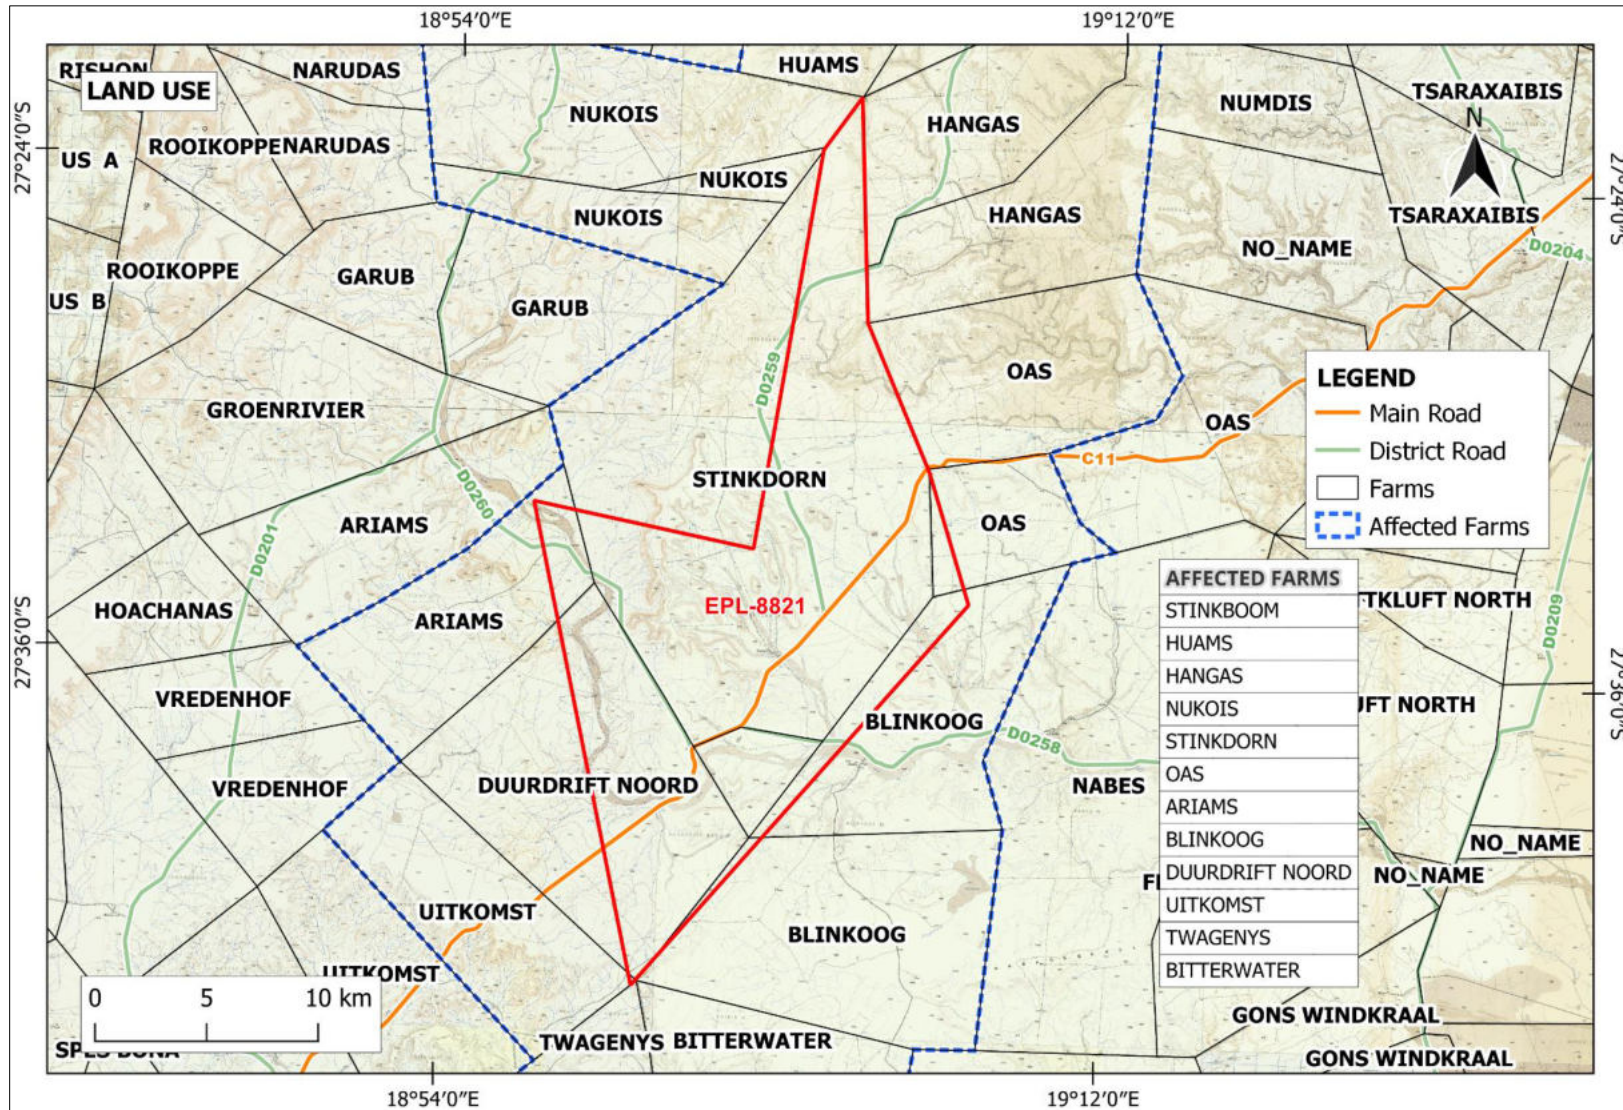 18°54′0″E
19°12′0″E
RISHON
LAND USE
NARUDAS
HUAMS
TSARAXAIBIS
NUKOIS
HANGAS
NUMDIS
N
27°24′0″S
US A
ROOIKOPPE
NARUDAS
NUKOIS
NUKOIS
HANGAS
TSARAXAIBIS
27°24′0″S
ROOIKOPPE
GARUB
NO_NAME
D0204
US B
GARUB
D0259
OAS
GROENRIVIER
OAS
LEGEND
Main Road
District Road
Farms
Affected Farms
C11
STINKDORN
D0260
ARIAMS
OAS
D0201
AFFECTED FARMS
STINKBOOM
HUAMS
HANGAS
NUKOIS
STINKDORN
OAS
ARIAMS
BLINKOOG
DUURDRIFT NOORD
UITKOMST
TWAGENYS
BITTERWATER
HOACHANAS
ARIAMS
EPL-8821
TKLUFT NORTH
D0209
27°36′0″S
27°36′0″S
VREDENHOF
BLINKOOG
UFT NORTH
D0258
VREDENHOF
DUURDRIFT NOORD
NABES
NO_NAME
NO_NAME
UITKOMST
BLINKOOG
UITKOMST
0 5 10 km
GONS WINDKRAAL
TWAGENYS
BITTERWATER
GONS WINDKRAAL
18°54′0″E
19°12′0″E